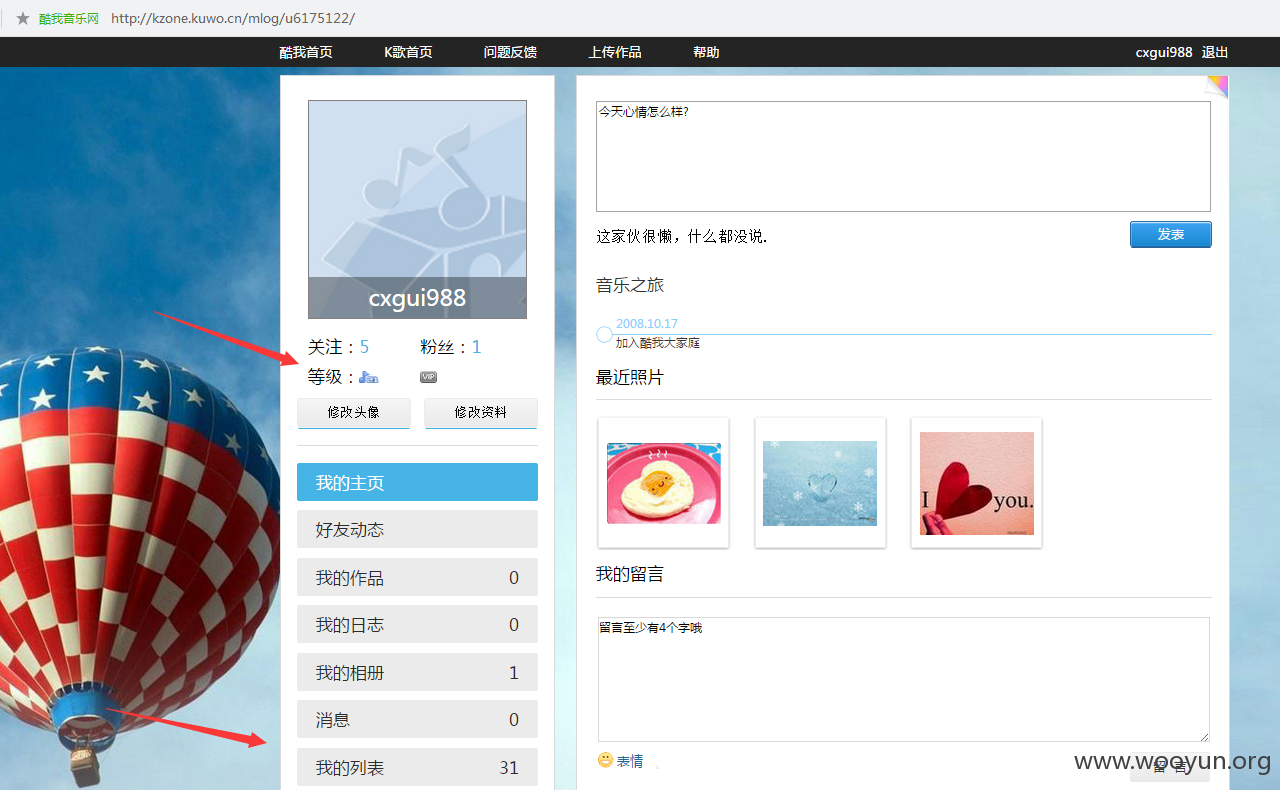 酷我音乐网 http://kzone.kuwo.cn/mlog/u6175122/
酷我首页 K歌首页 问题反馈 上传作品 帮助 cxgui988 退出
cxgui988
关注：5 粉丝：1
等级： VIP
修改头像 修改资料
我的主页
好友动态
我的作品 0
我的日志 0
我的相册 1
消息 0
我的列表 31
今天心情怎么样?
这家伙很懒，什么都没说.
发表
音乐之旅
2008.10.17
加入酷我大家庭
最近照片
I you.
我的留言
留言至少有4个字哦
表情
留言
www.wooyun.org